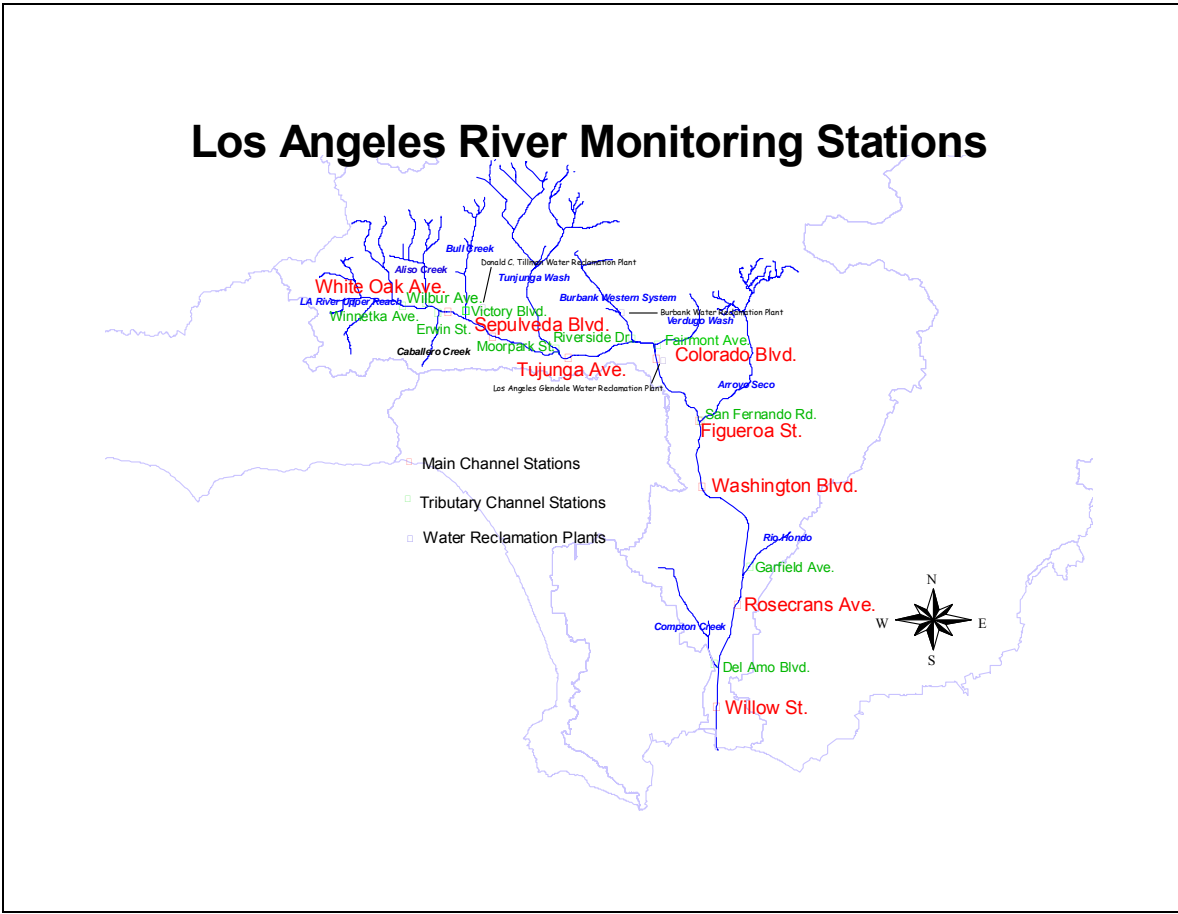 Los Angeles River Monitoring Stations
Bull Creek
Donald C. Tillman Water Reclamation Plant
Aliso Creek
Tunjunga Wash
White Oak Ave.
Wilbur Ave.
LA River Upper Reach
Burbank Western System
Victory Blvd.
Burbank Water Reclamation Plant
Winnetka Ave.
Verdugo Wash
Erwin St.
Sepulveda Blvd.
Riverside Dr.
Fairmont Ave.
Caballero Creek
Moorpark St.
Colorado Blvd.
Tujunga Ave.
Los Angeles Glendale Water Reclamation Plant
Arroyo Seco
San Fernando Rd.
Figueroa St.
Main Channel Stations
Washington Blvd.
Tributary Channel Stations
Water Reclamation Plants
Rio Hondo
Garfield Ave.
N
Rosecrans Ave.
W
E
Compton Creek
S
Del Amo Blvd.
Willow St.